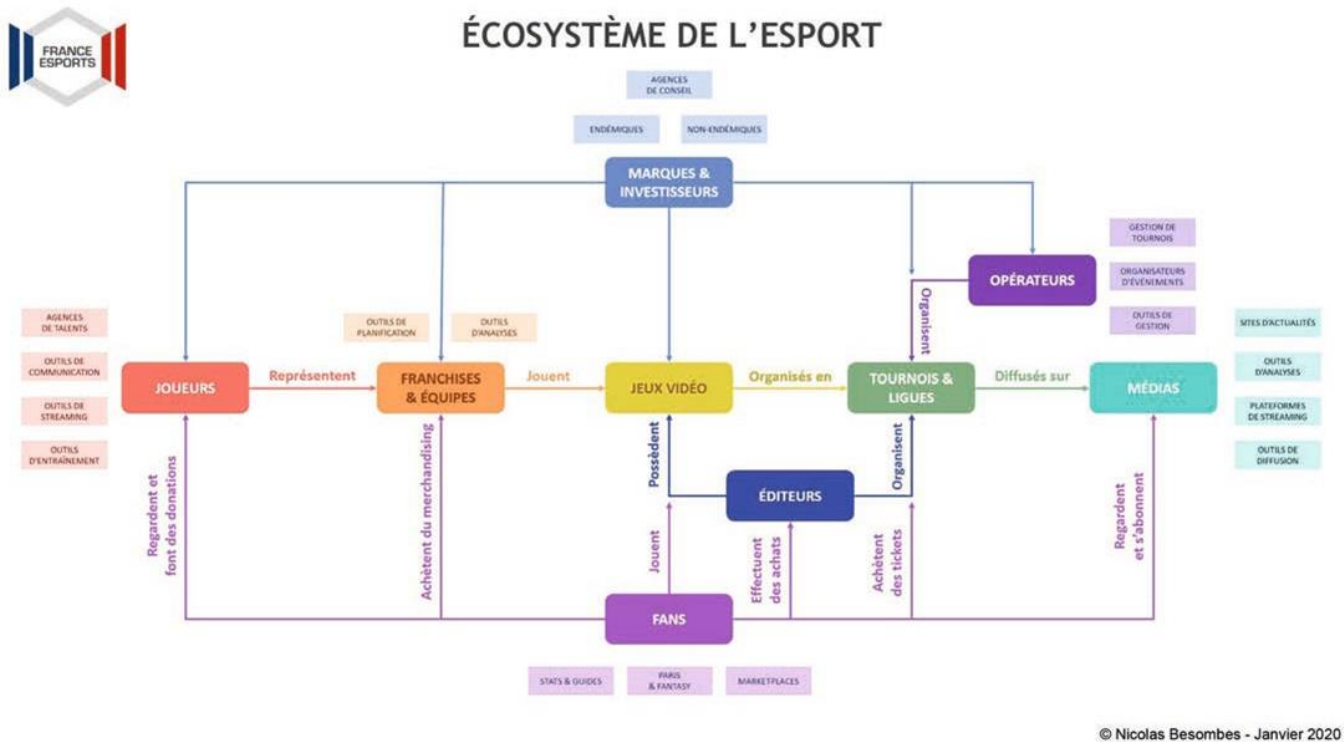 FRANCE
ESPORTS
ÉCOSYSTÈME DE L'ESPORT
AGENCES
DE CONSEIL
ENDÉMIQUES
NON-ENDÉMIQUES
MARQUES &
INVESTISSEURS
GESTION DE
TOURNOIS
OPÉRATEURS
ORGANISATEURS
D'ÉVÉNEMENTS
OUTILS DE
GESTION
Organisent
AGENCES
DE TALENTS
OUTILS DE
COMMUNICATION
OUTILS DE
STREAMING
OUTILS
D'ENTRAÎNEMENT
OUTILS DE
PLANIFICATION
OUTILS
D'ANALYSES
SITES D'ACTUALITÉS
OUTILS
D'ANALYSES
PLATEFORMES
DE STREAMING
OUTILS DE
DIFFUSION
JOUEURS
Représentent
FRANCHISES
& ÉQUIPES
Jouent
JEUX VIDÉO
Organisés en
TOURNOIS &
LIGUES
Diffusés sur
MÉDIAS
Possèdent
ÉDITEURS
Organisent
Regardent et
font des donations
Achètent du merchandising
Jouent
Effectuent
des achats
Achètent
des tickets
Regardent
et s'abonnent
FANS
STATS & GUIDES
PARIS
& FANTASY
MARKETPLACES
© Nicolas Besombes - Janvier 2020